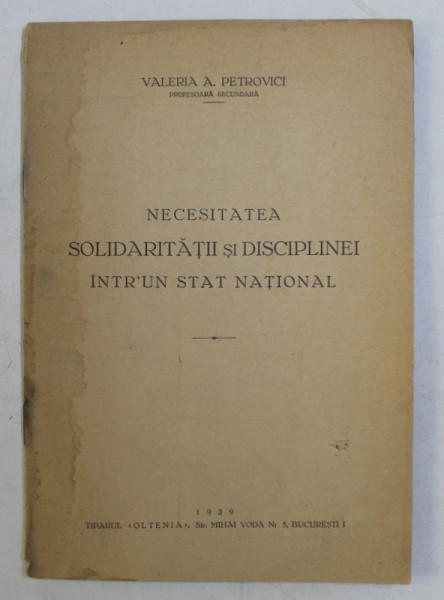 VALERIA A. PETROVICI
PROFESOARĂ SECUNDARĂ
NECESITATEA
SOLIDARITĂȚII ȘI DISCIPLINEI
ÎNTR'UN STAT NAȚIONAL
1939
TIPARUL «OLTENIA», Str. MIHAI VODĂ Nr 5, BUCUREȘTI I